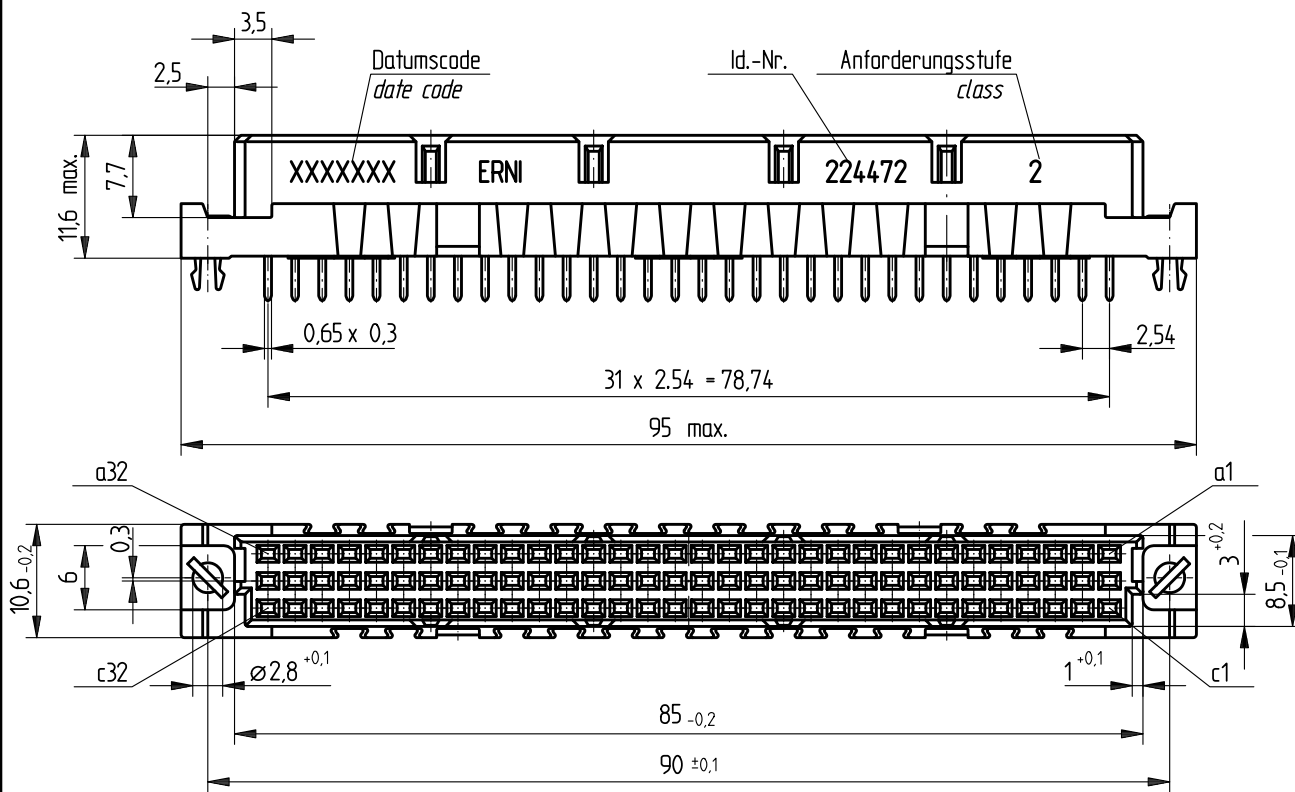 3,5
2,5
Datumscode
date code
Id.-Nr.
Anforderungsstufe
class
11,6 max.
7,7
XXXXXXX
ERNI
224472
2
0,65 x 0,3
2,54
31 x 2.54 = 78,74
95 max.
a32
a1
10,6 -0,2
6
0,3
3 +0,2
8,5 -0,1
c32
⌀2,8 +0,1
1 +0,1
c1
85 -0,2
90 ±0,1